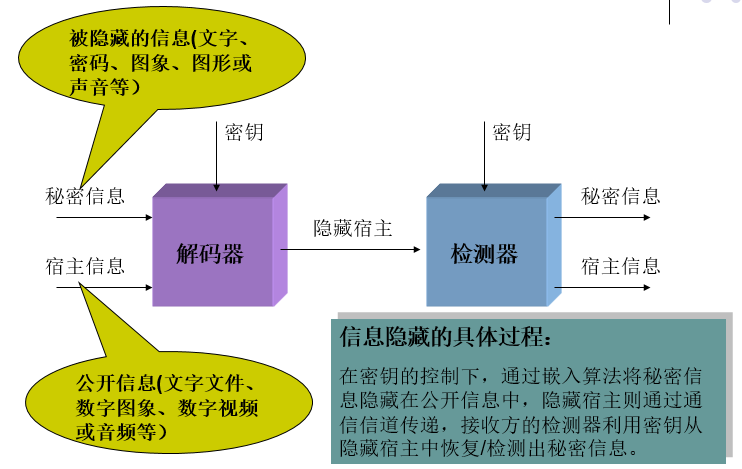 被隐藏的信息(文字、
密码、图象、图形或
声音等）
密钥
密钥
秘密信息
宿主信息
解码器
隐藏宿主
检测器
秘密信息
宿主信息
公开信息(文字文件、
数字图象、数字视频
或音频等）
信息隐藏的具体过程：
在密钥的控制下，通过嵌入算法将秘密信
息隐藏在公开信息中，隐藏宿主则通过通
信信道传递，接收方的检测器利用密钥从
隐藏宿主中恢复/检测出秘密信息。